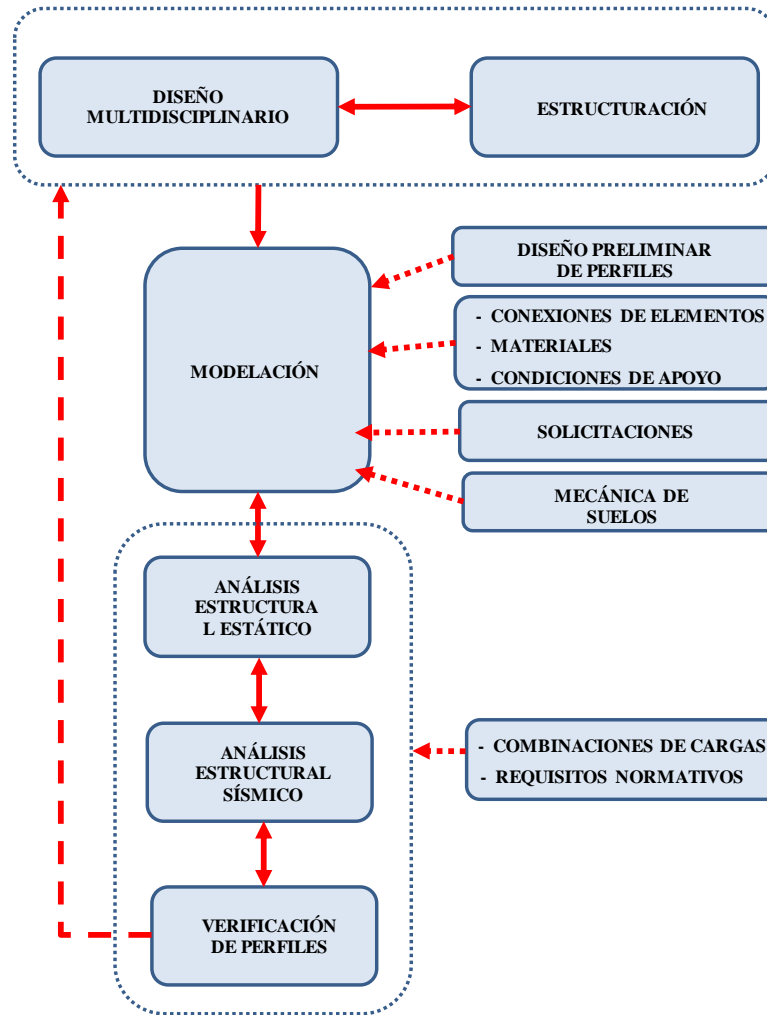 DISEÑO
MULTIDISCIPLINARIO
ESTRUCTURACIÓN
DISEÑO PRELIMINAR
DE PERFILES
- CONEXIONES DE ELEMENTOS
- MATERIALES
- CONDICIONES DE APOYO
MODELACIÓN
SOLICITACIONES
MECÁNICA DE
SUELOS
ANÁLISIS
ESTRUCTURA
L ESTÁTICO
ANÁLISIS
ESTRUCTURAL
SÍSMICO
- COMBINACIONES DE CARGAS
- REQUISITOS NORMATIVOS
VERIFICACIÓN
DE PERFILES